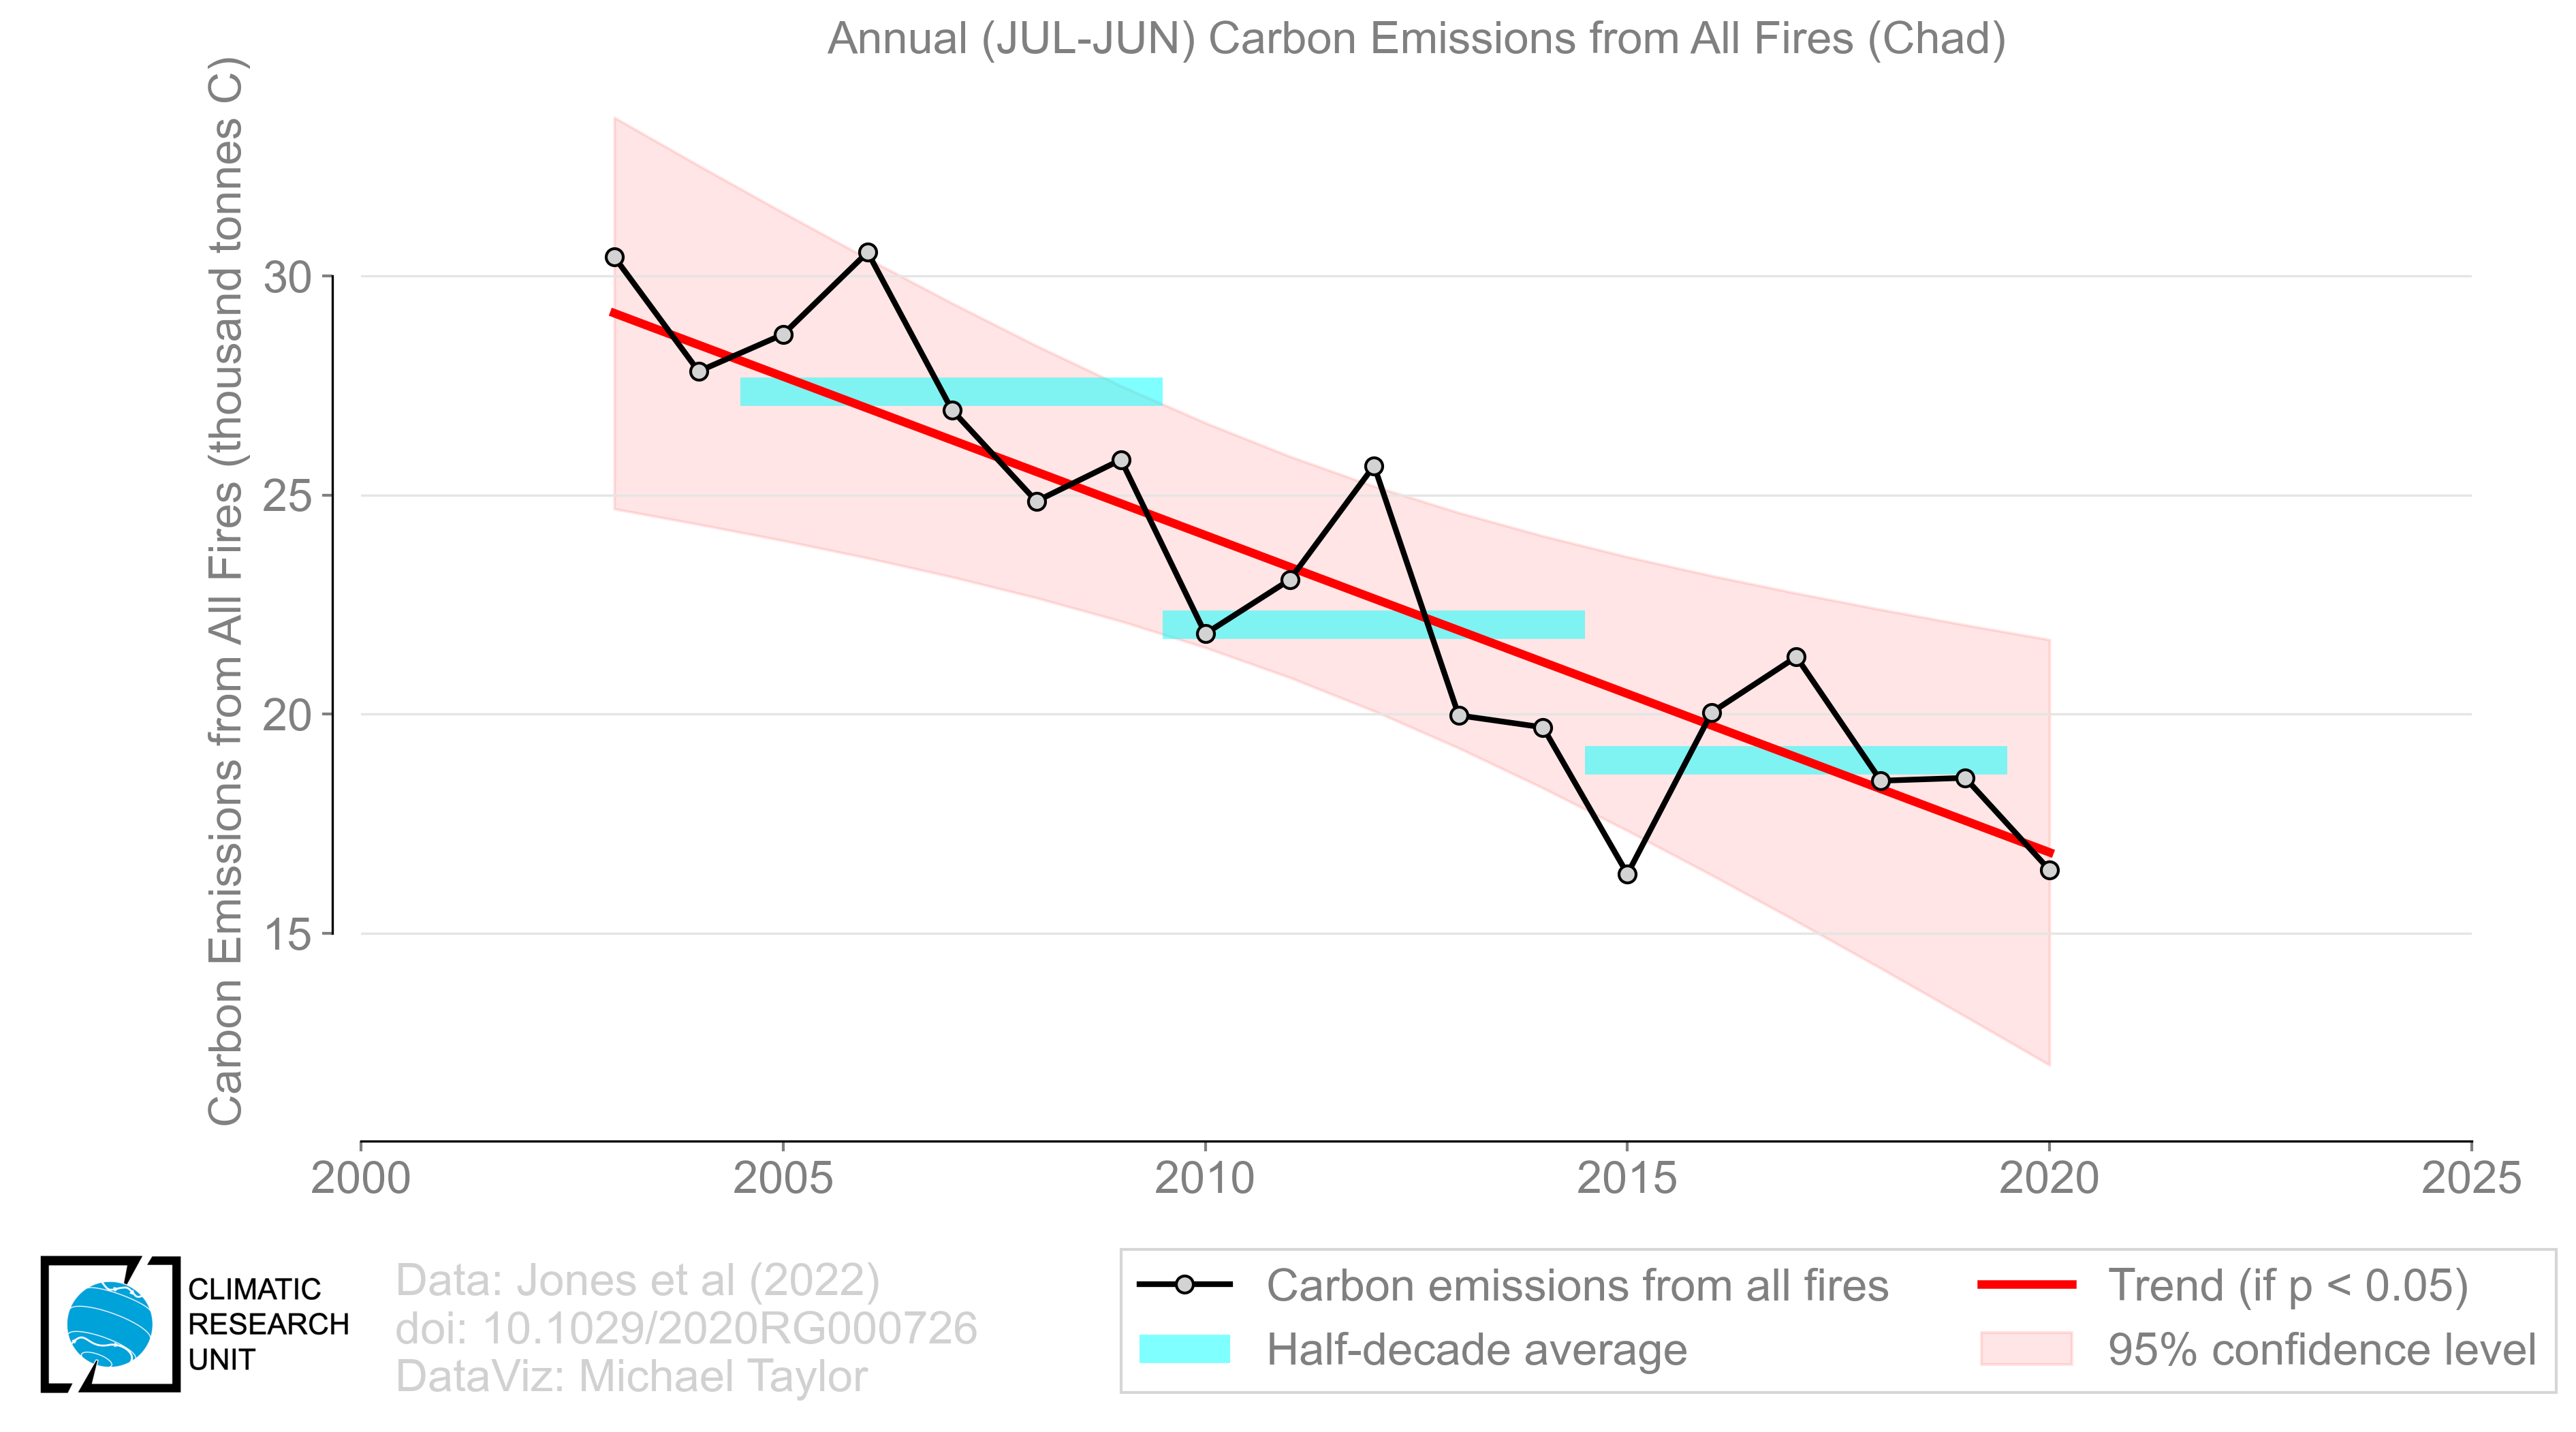 Annual (JUL-JUN) Carbon Emissions from All Fires (Chad)
Carbon Emissions from All Fires (thousand tonnes C)
30
25
20
15
2000
2005
2010
2015
2020
2025
CLIMATIC
RESEARCH
UNIT
Data: Jones et al (2022)
doi: 10.1029/2020RG000726
DataViz: Michael Taylor
Carbon emissions from all fires
Half-decade average
Trend (if p < 0.05)
95% confidence level